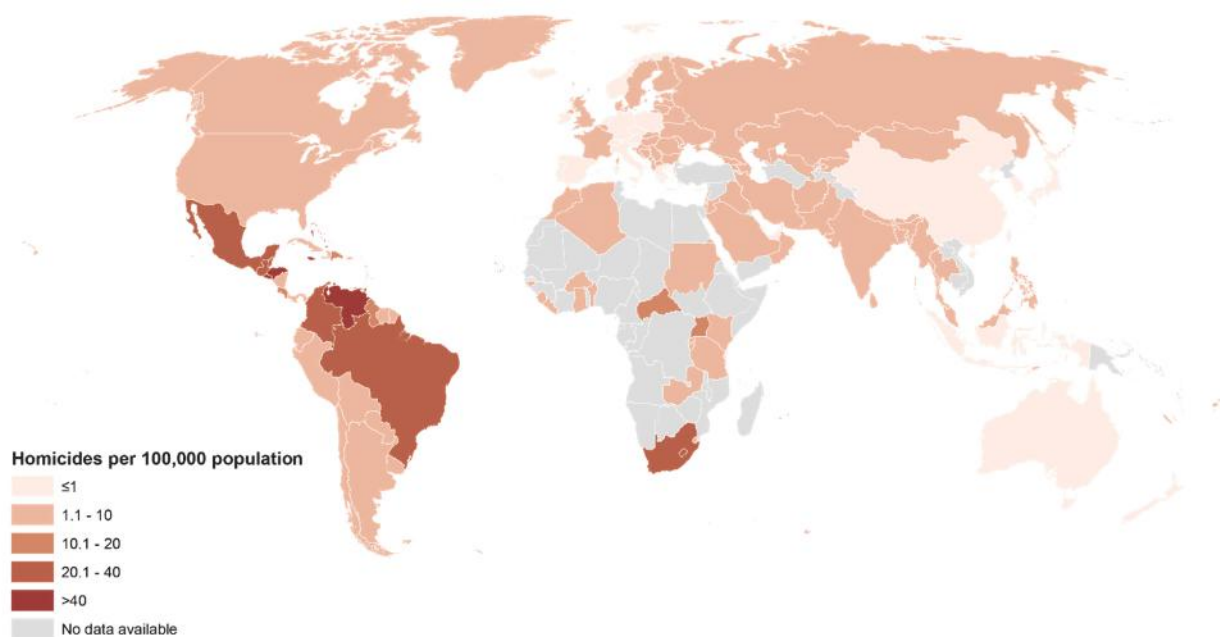 Homicides per 100,000 population
≤1
1.1 - 10
10.1 - 20
20.1 - 40
>40
No data available